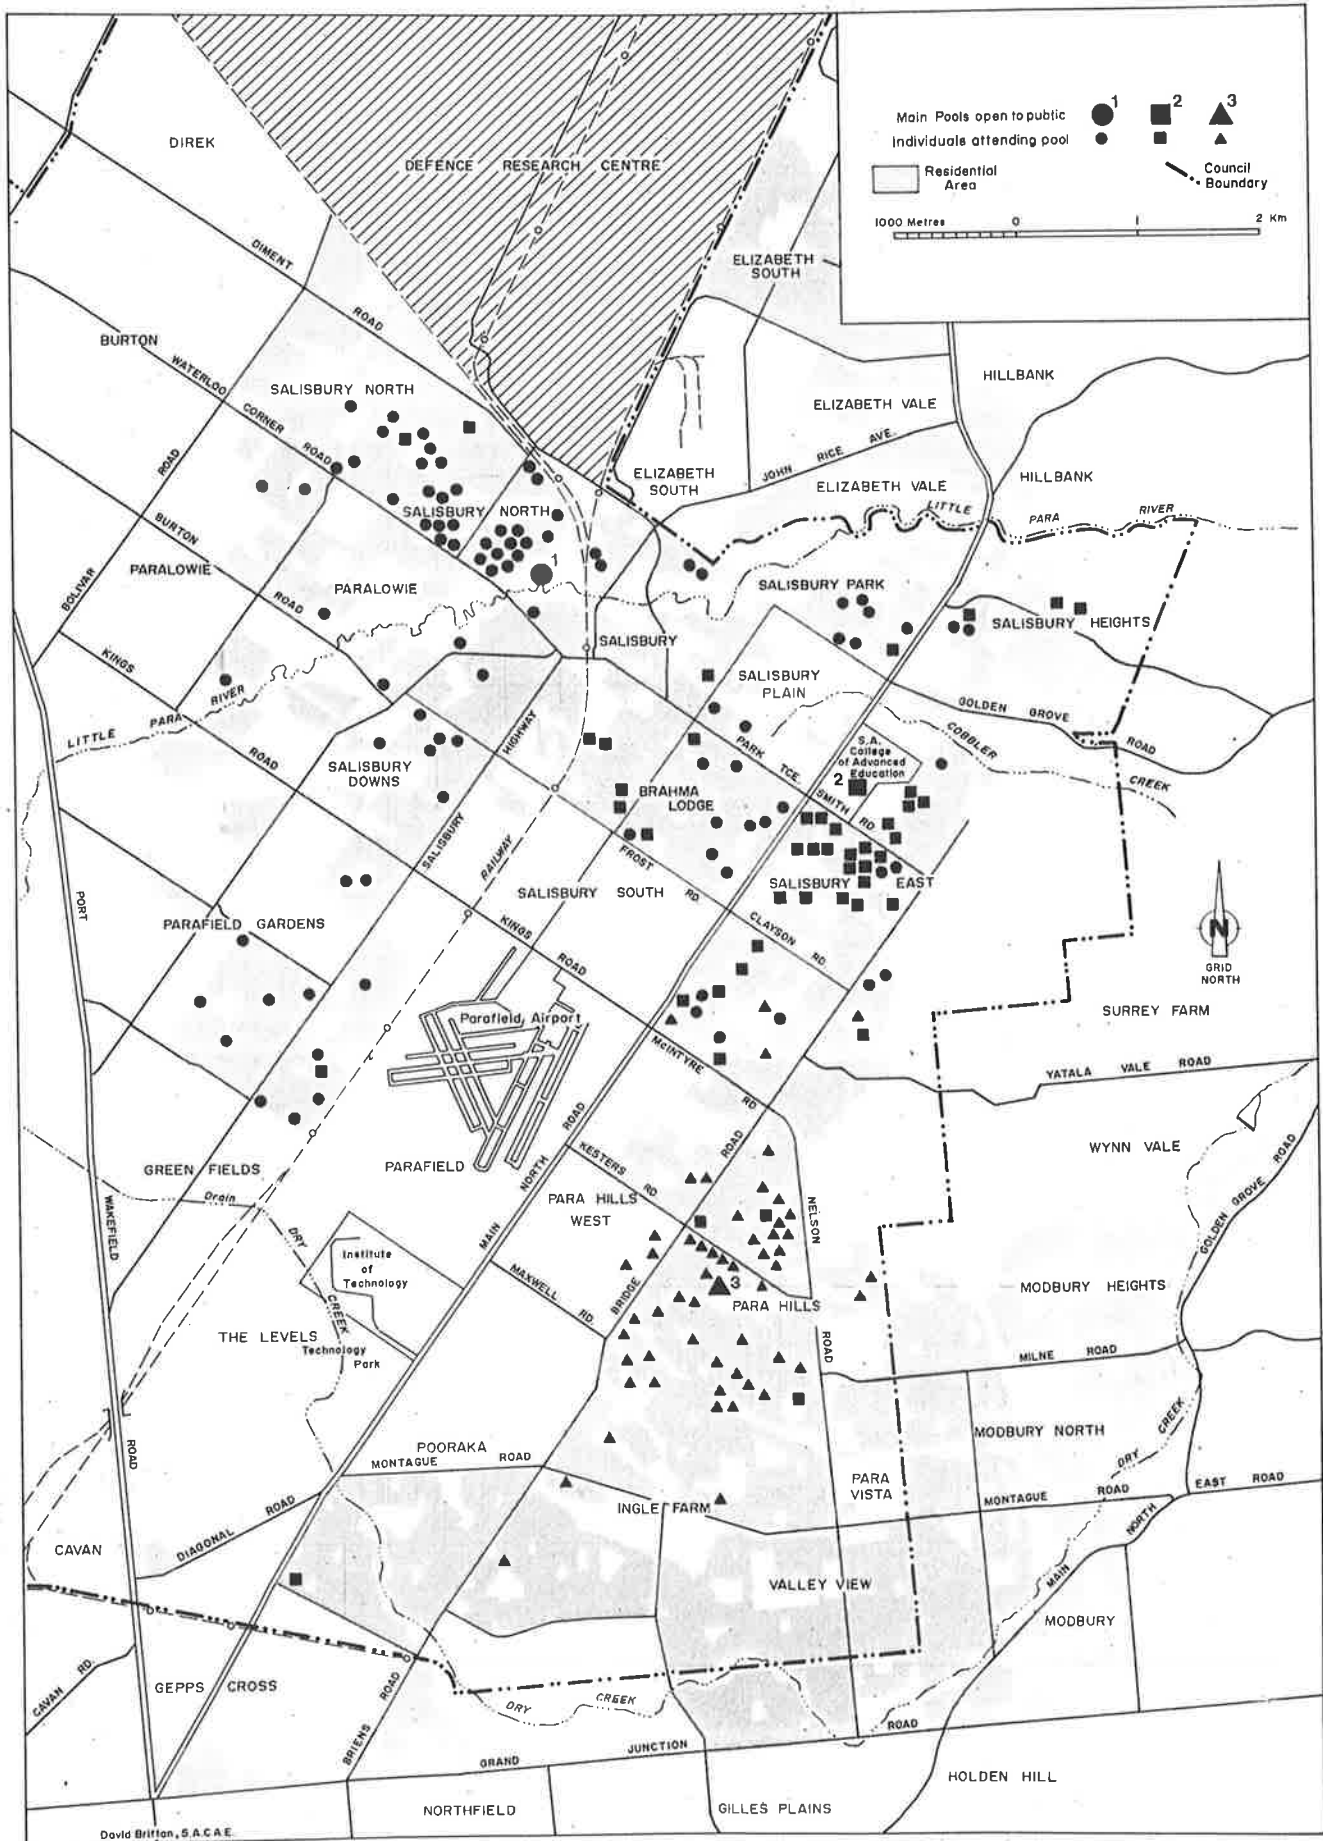 Main Pools open to public 1 2 3
Individuals attending pool
Residential
Area
Council
Boundary
1000 Metres 0 1 2 Km
DIREK
DEFENCE RESEARCH CENTRE
ELIZABETH
SOUTH
DIMENT
ROAD
BURTON
WATERLOO
CORNER
ROAD
SALISBURY NORTH
HILLBANK
ELIZABETH VALE
JOHN RICE AVE.
ELIZABETH
SOUTH
ELIZABETH VALE
HILLBANK
LITTLE
PARA
RIVER
ROAD
BOLIVAR
SALISBURY NORTH
BURTON
ROAD
PARALOWIE
PARALOWIE
1
SALISBURY PARK
SALISBURY HEIGHTS
SALISBURY
KINGS
ROAD
SALISBURY
PLAIN
LITTLE PARA RIVER
GOLDEN GROVE
ROAD
COBBLER
CREEK
HIGHWAY
SALISBURY
PARK TCE.
S.A.
College
of Advanced
Education
2
SMITH
RD
SALISBURY
DOWNS
BRAHMA
LODGE
RAILWAY
FROST
RD.
SALISBURY SOUTH
SALISBURY EAST
PORT
WAKEFIELD
ROAD
PARAFIELD GARDENS
KINGS
ROAD
CLAYSON
RD
N
GRID
NORTH
SURREY FARM
Parafield Airport
McINTYRE
RD
YATALA VALE ROAD
WYNN VALE
GREEN FIELDS
Drain
PARAFIELD
MAIN
NORTH
ROAD
KESTERS
RD
PARA HILLS
WEST
BRIDGE
ROAD
NELSON
ROAD
GOLDEN GROVE ROAD
DRY
CREEK
Institute
of
Technology
MAXWELL
RD.
3
PARA HILLS
MODBURY HEIGHTS
THE LEVELS
Technology
Park
MILNE ROAD
POORAKA
MONTAGUE ROAD
MODBURY NORTH
DRY CREEK
PARA
VISTA
INGLE FARM
MONTAGUE ROAD
NORTH
EAST ROAD
DIAGONAL ROAD
CAVAN
VALLEY VIEW
MAIN
MODBURY
CAVAN RD.
GEPPS CROSS
BRIENS
ROAD
DRY
CREEK
GRAND
JUNCTION
ROAD
HOLDEN HILL
NORTHFIELD
GILLES PLAINS
David Brittan, S.A.C.A.E.